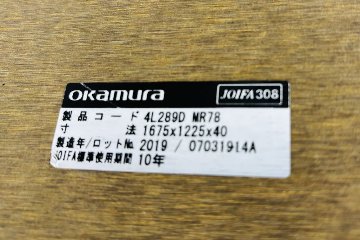 okamura JOIFA308
製品コード 4L289D MR78
寸 法 1675x1225x40
製造年/ロットNo. 2019 / 07031914A
JOIFA標準使用期間 10年